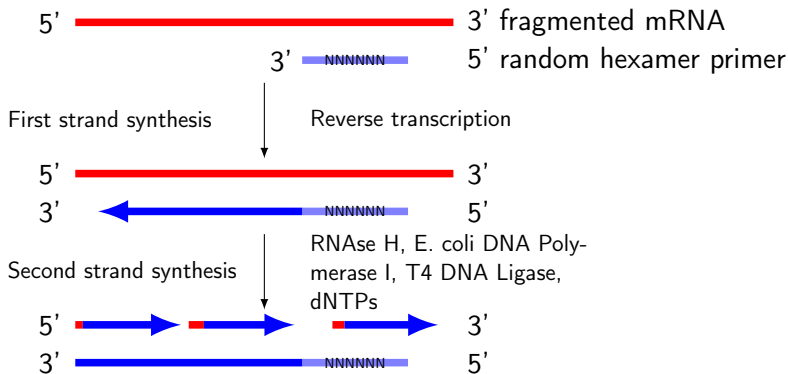 5' 3' fragmented mRNA
3' NNNNNN 5' random hexamer primer
First strand synthesis Reverse transcription
5' 3'
3' NNNNNN 5'
RNAse H, E. coli DNA Poly-
Second strand synthesis merase I, T4 DNA Ligase,
dNTPs
5' 3'
3' NNNNNN 5'